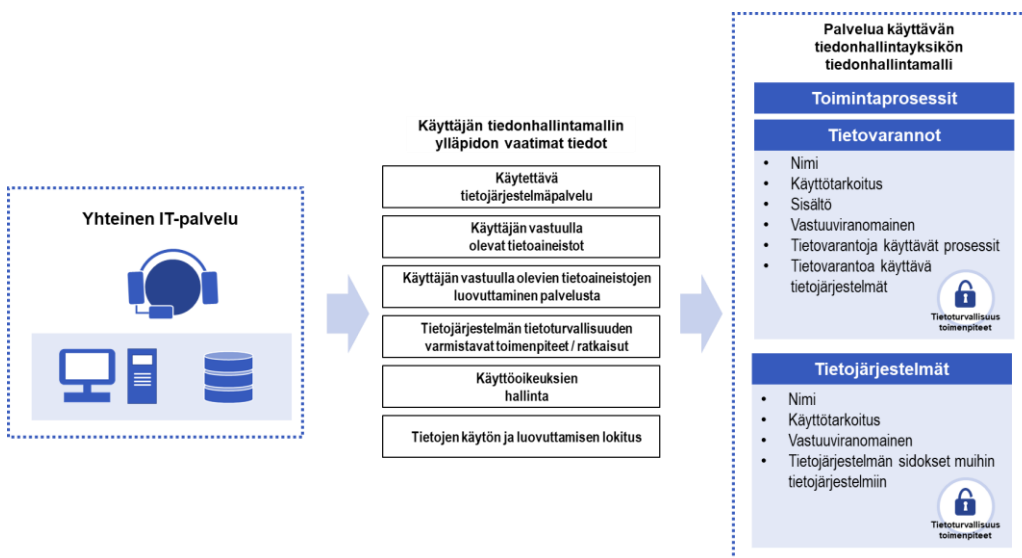 Yhteinen IT-palvelu
Käyttäjän tiedonhallintamallin
ylläpidon vaatimat tiedot
Käytettävä
tietojärjestelmäpalvelu
Käyttäjän vastuulla
olevat tietoaineistot
Käyttäjän vastuulla olevien tietoaineistojen
luovuttaminen palvelusta
Tietojärjestelmän tietoturvallisuuden
varmistavat toimenpiteet / ratkaisut
Käyttöoikeuksien
hallinta
Tietojen käytön ja luovuttamisen lokitus
Palvelua käyttävän
tiedonhallintayksikön
tiedonhallintamalli
Toimintaprosessit
Tietovarannot
• Nimi
• Käyttötarkoitus
• Sisältö
• Vastuuviranomainen
• Tietovarantoja käyttävät prosessit
• Tietovarantoa käyttävä
tietojärjestelmät
Tietoturvallisuus
toimenpiteet
Tietojärjestelmät
• Nimi
• Käyttötarkoitus
• Vastuuviranomainen
• Tietojärjestelmän sidokset muihin
tietojärjestelmiin
Tietoturvallisuus
toimenpiteet